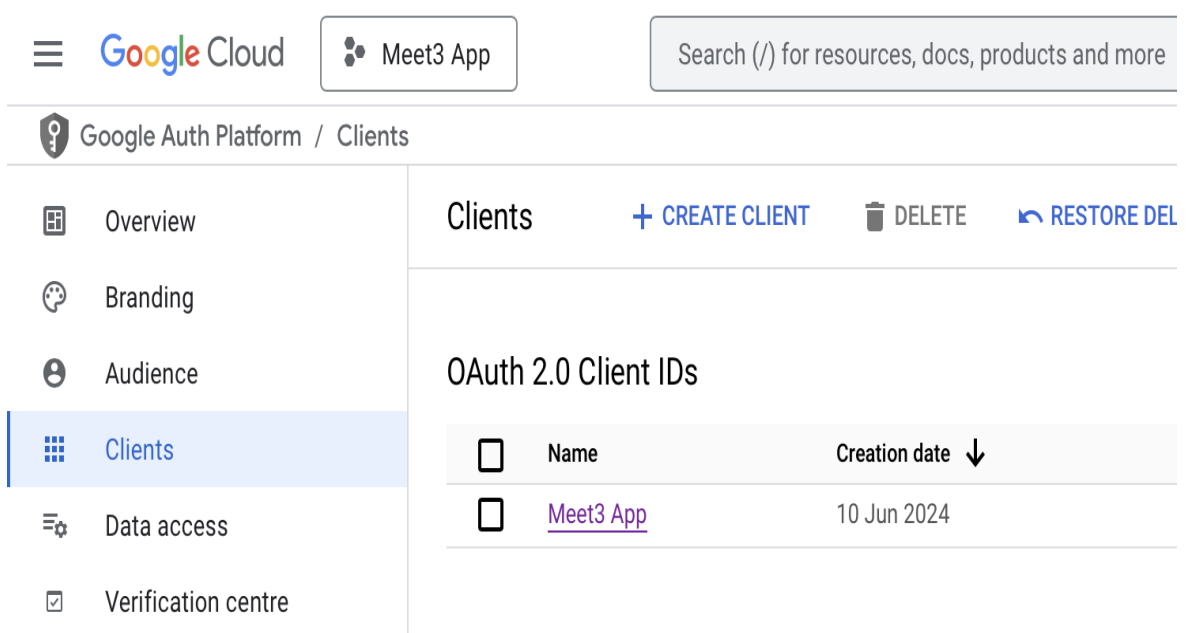 Google Cloud Meet3 App Search (/) for resources, docs, products and more
Google Auth Platform / Clients
Overview
Branding
Audience
Clients
Data access
Verification centre
Clients CREATE CLIENT DELETE RESTORE DEL
OAuth 2.0 Client IDs
Name Creation date
Meet3 App 10 Jun 2024